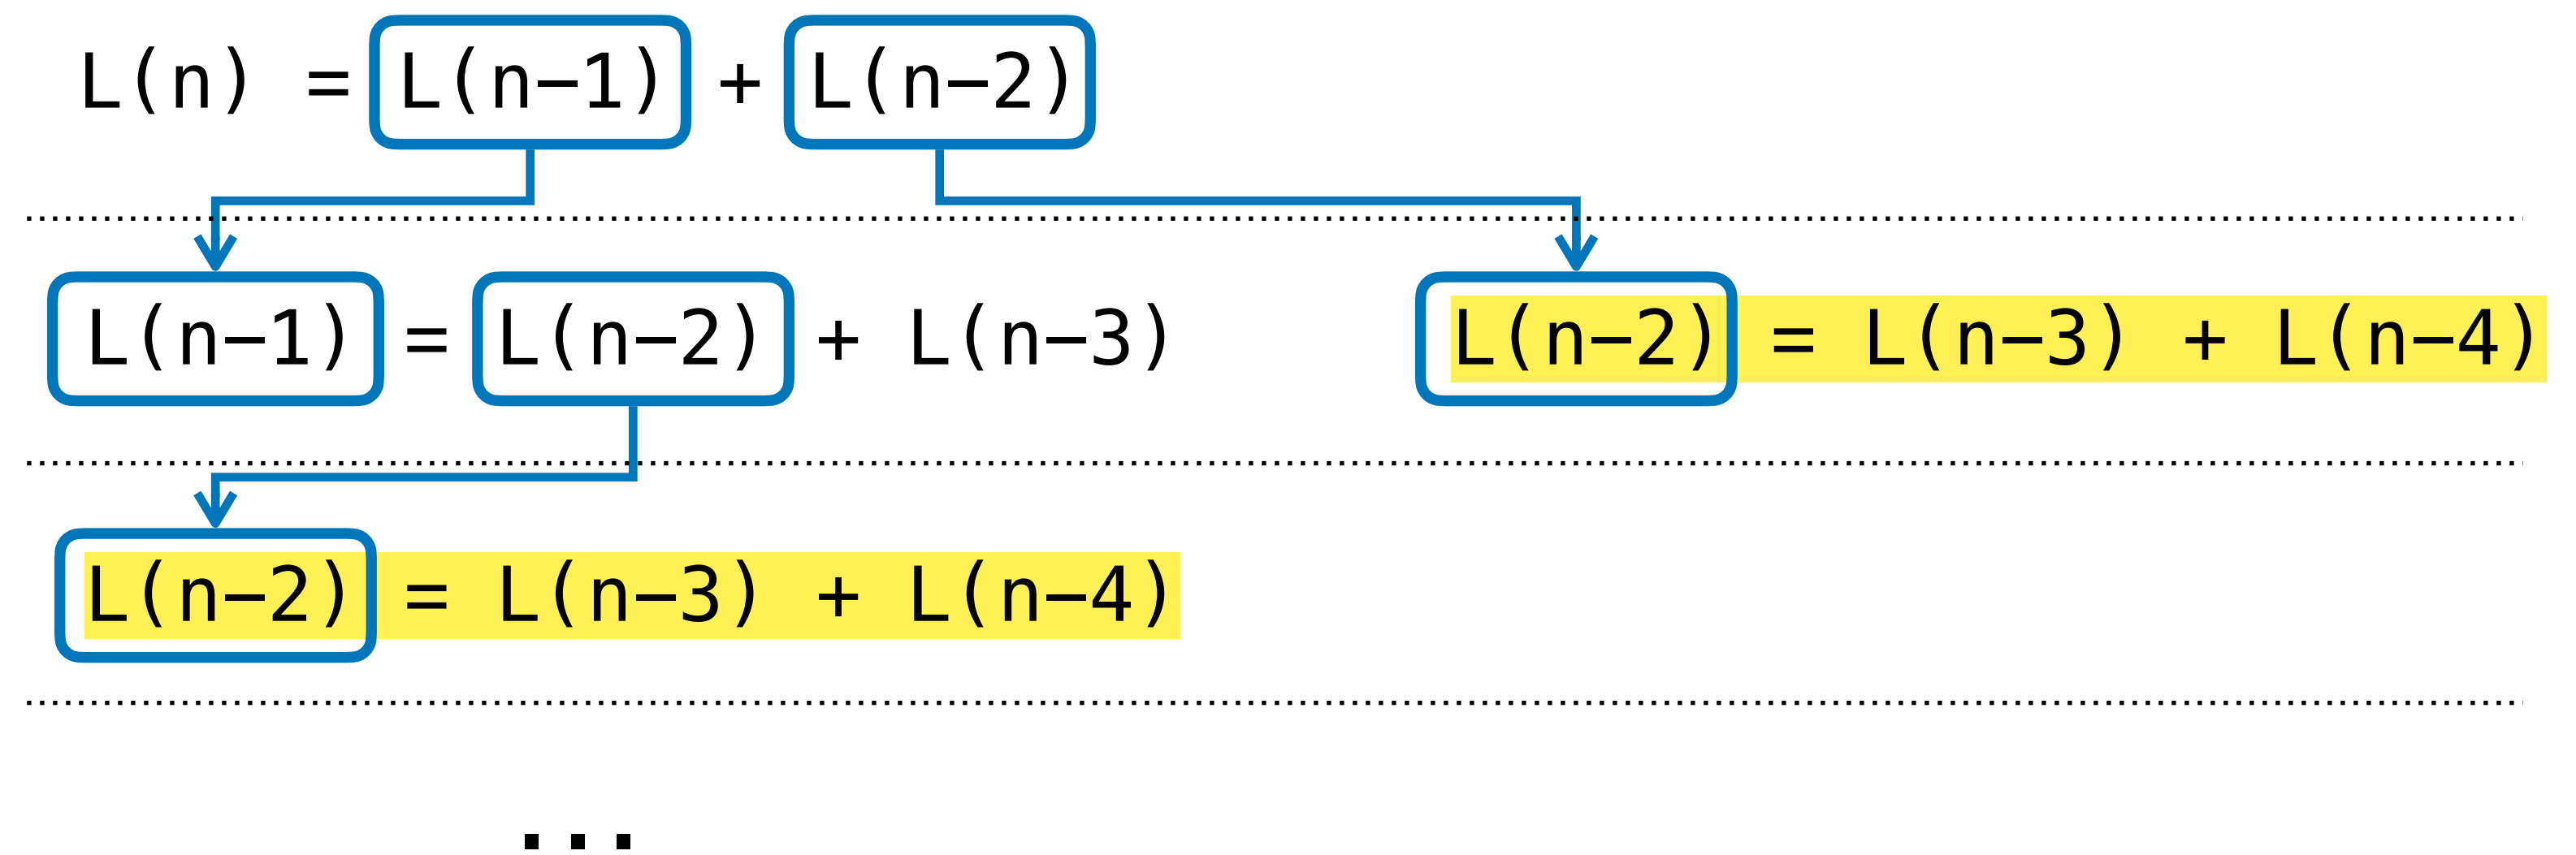 L(n) = L(n−1) + L(n−2)
L(n−1) = L(n−2) + L(n−3) L(n−2) = L(n−3) + L(n−4)
L(n−2) = L(n−3) + L(n−4)
...